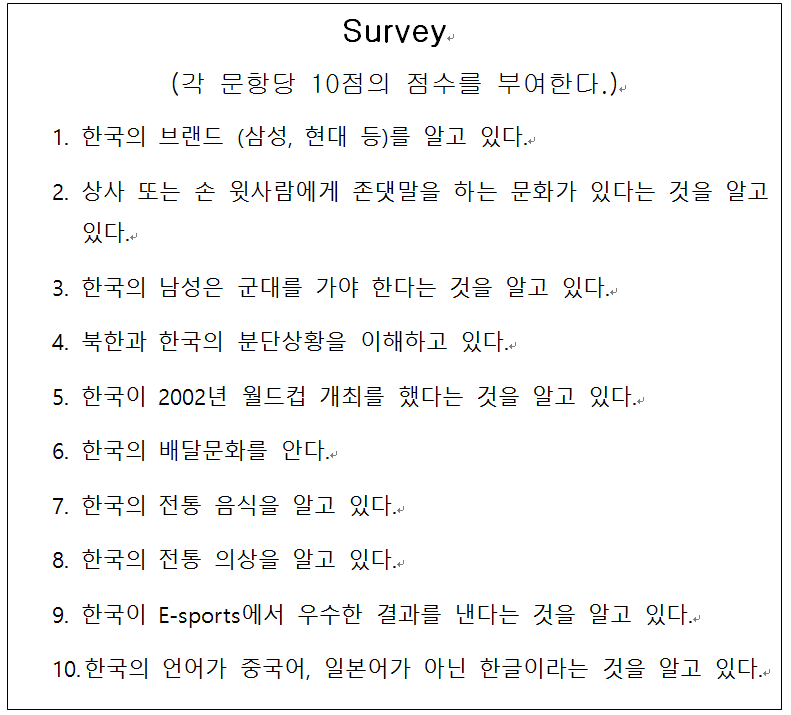 Survey
(각 문항당 10점의 점수를 부여한다.)
1. 한국의 브랜드 (삼성, 현대 등)를 알고 있다.
2. 상사 또는 손 윗사람에게 존댓말을 하는 문화가 있다는 것을 알고
있다.
3. 한국의 남성은 군대를 가야 한다는 것을 알고 있다.
4. 북한과 한국의 분단상황을 이해하고 있다.
5. 한국이 2002년 월드컵 개최를 했다는 것을 알고 있다.
6. 한국의 배달문화를 안다.
7. 한국의 전통 음식을 알고 있다.
8. 한국의 전통 의상을 알고 있다.
9. 한국이 E-sports에서 우수한 결과를 낸다는 것을 알고 있다.
10. 한국의 언어가 중국어, 일본어가 아닌 한글이라는 것을 알고 있다.